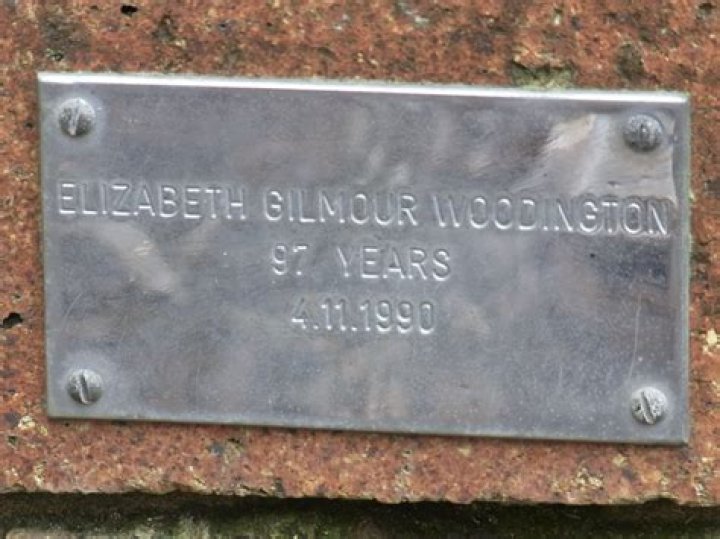 ELIZABETH GILMOUR WOODINGTON
97 YEARS
4.11.1990